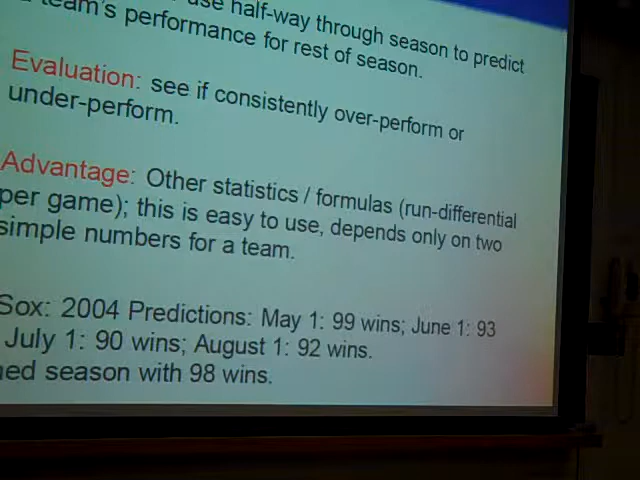 use half-way through season to predict
team's performance for rest of season.
Evaluation: see if consistently over-perform or
under-perform.
Advantage: Other statistics / formulas (run-differential
per game); this is easy to use, depends only on two
simple numbers for a team.
Sox: 2004 Predictions: May 1: 99 wins; June 1: 93
July 1: 90 wins; August 1: 92 wins.
ned season with 98 wins.